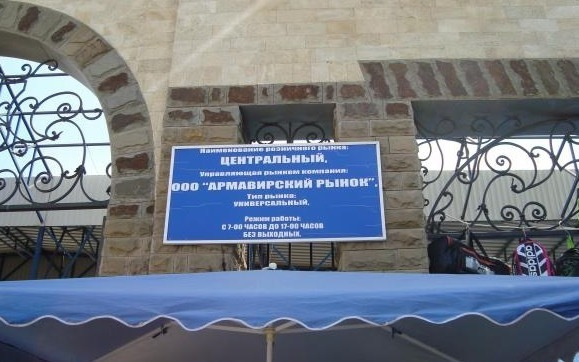 Наименование розничного рынка:
ЦЕНТРАЛЬНЫЙ,
Управляющая рынком компания:
ООО "АРМАВИРСКИЙ РЫНОК".
Тип рынка:
УНИВЕРСАЛЬНЫЙ.
Режим работы:
С 7-00 ЧАСОВ ДО 17-00 ЧАСОВ
БЕЗ ВЫХОДНЫХ.
adidas